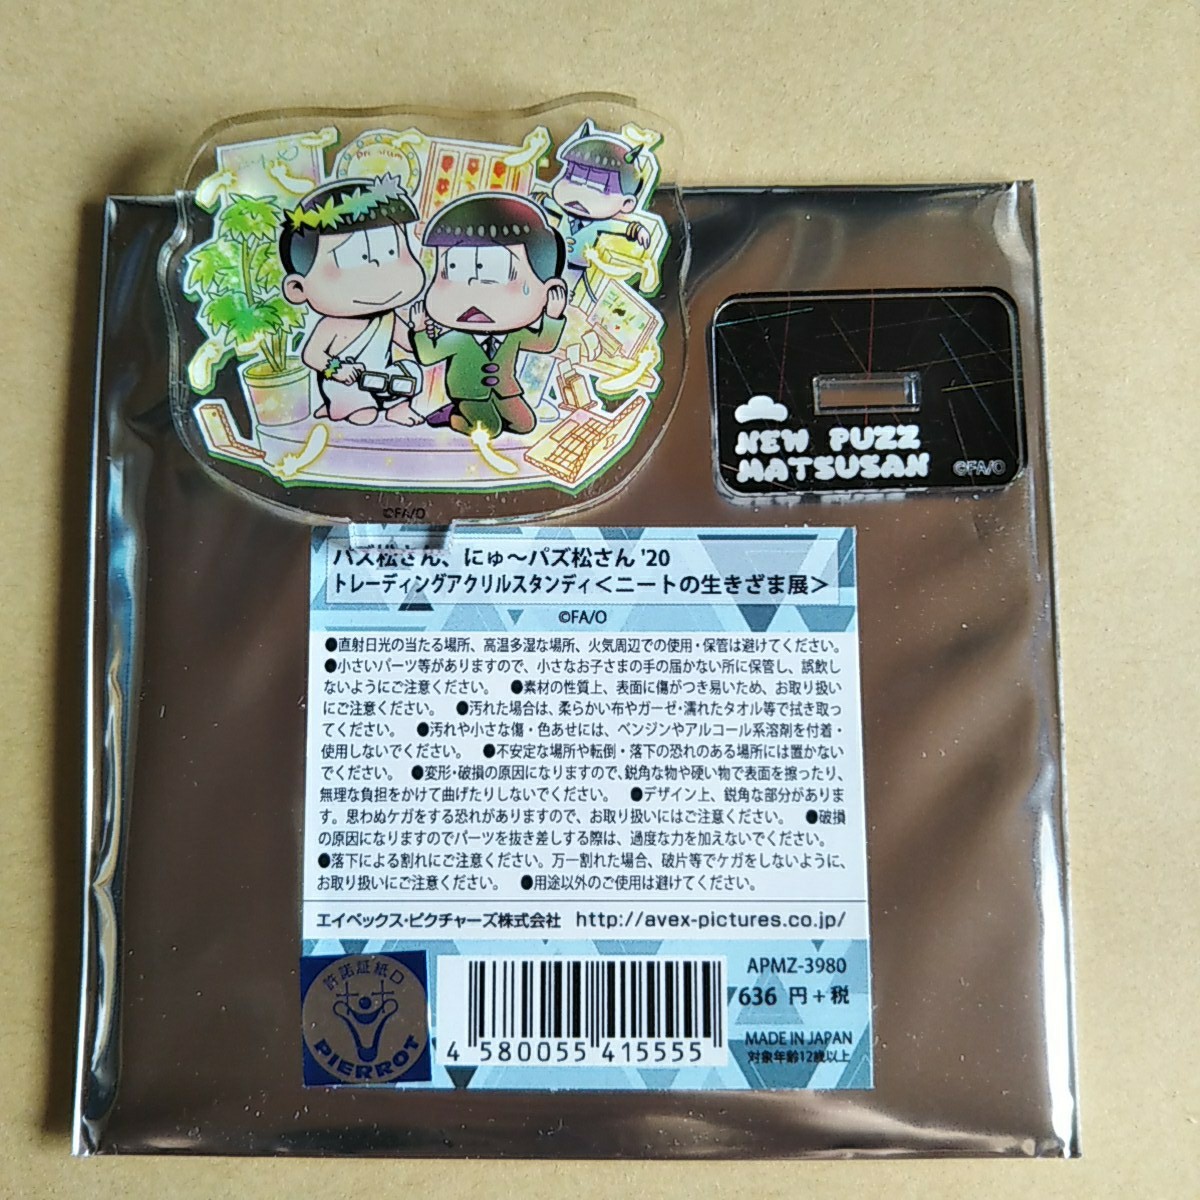 ©FA/O
NEW PUZZ
MATSUSAN
©FA/O
パズ松さん、にゅ～パズ松さん '20
トレーディングアクリルスタンディ＜ニートの生きざま展＞
©FA/O
●直射日光の当たる場所、高温多湿な場所、火気周辺での使用・保管は避けてください。
●小さいパーツ等がありますので、小さなお子さまの手の届かない所に保管し、誤飲し
ないようにご注意ください。 ●素材の性質上、表面に傷がつき易いため、お取り扱い
にご注意ください。 ●汚れた場合は、柔らかい布やガーゼ・濡れたタオル等で拭き取っ
てください。 ●汚れや小さな傷・色あせには、ベンジンやアルコール系溶剤を付着・
使用しないでください。 ●不安定な場所や転倒・落下の恐れのある場所には置かない
でください。 ●変形・破損の原因になりますので、鋭角な物や硬い物で表面を擦ったり、
無理な負担をかけて曲げたりしないでください。 ●デザイン上、鋭角な部分がありま
す。思わぬケガをする恐れがありますので、お取り扱いにはご注意ください。 ●破損
の原因になりますのでパーツを抜き差しする際は、過度な力を加えないでください。
●落下による割れにご注意ください。万一割れた場合、破片等でケガをしないように、
お取り扱いにご注意ください。 ●用途以外のご使用は避けてください。
エイベックス・ピクチャーズ株式会社 http://avex-pictures.co.jp/
許諾証紙D
PIERROT
4 580055 415555
APMZ-3980
636 円＋税
MADE IN JAPAN
対象年齢12歳以上